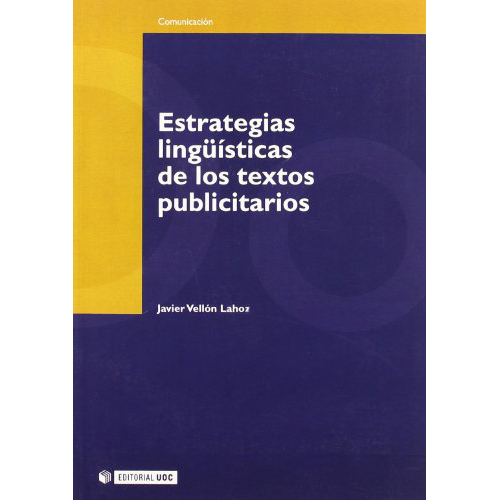 Comunicación
Estrategias
lingüísticas
de los textos
publicitarios
Javier Vellón Lahoz
EDITORIAL UOC